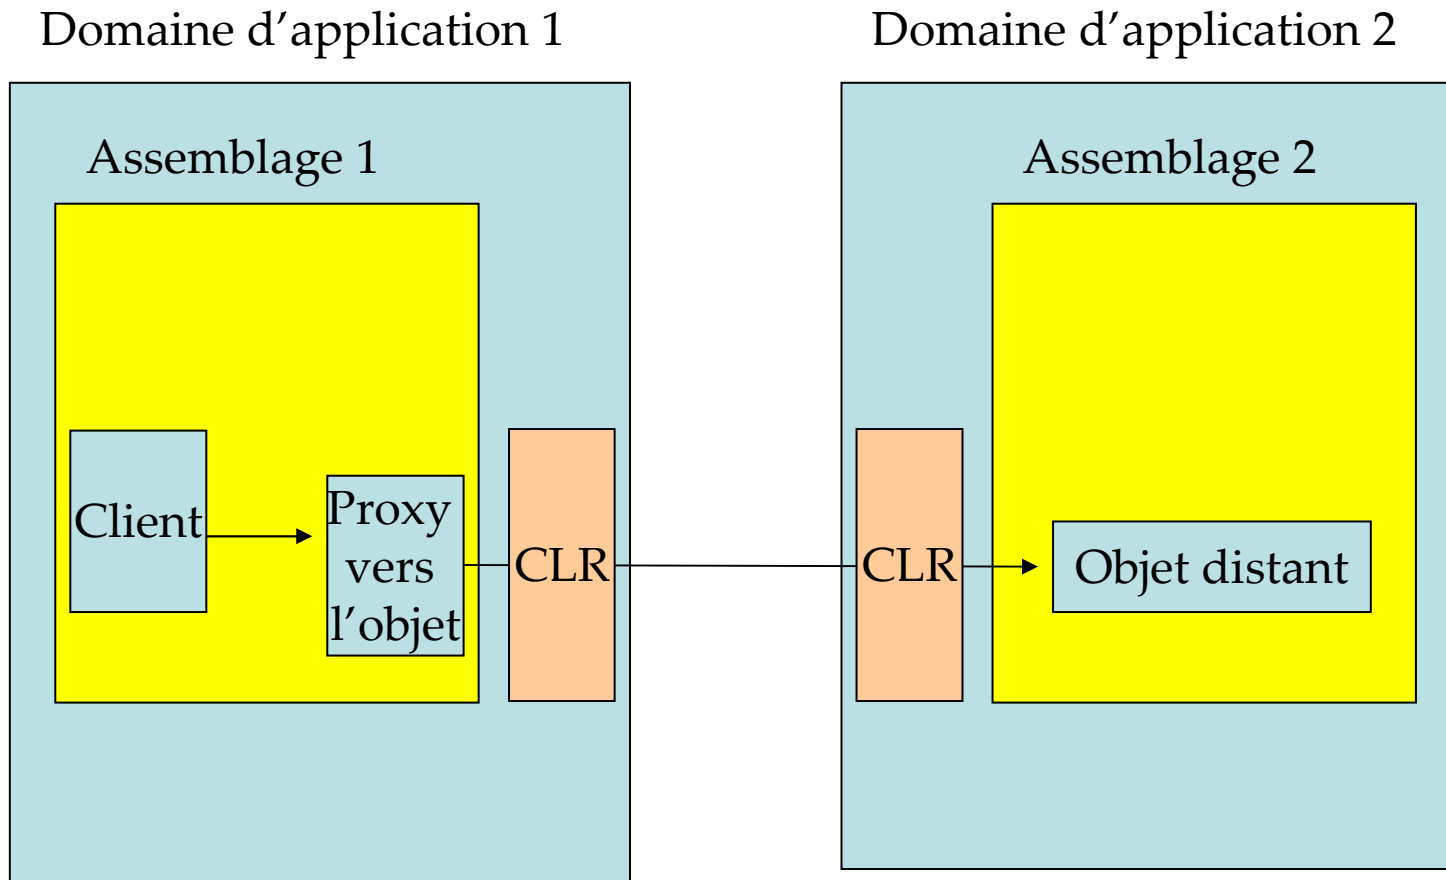 Domaine d’application 1
Domaine d’application 2
Assemblage 1
Assemblage 2
Client
Proxy
vers
l’objet
CLR
CLR
Objet distant